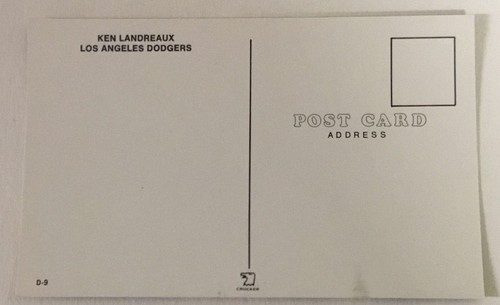 KEN LANDREAUX
LOS ANGELES DODGERS
POST CARD
ADDRESS
D-9
CROCKER